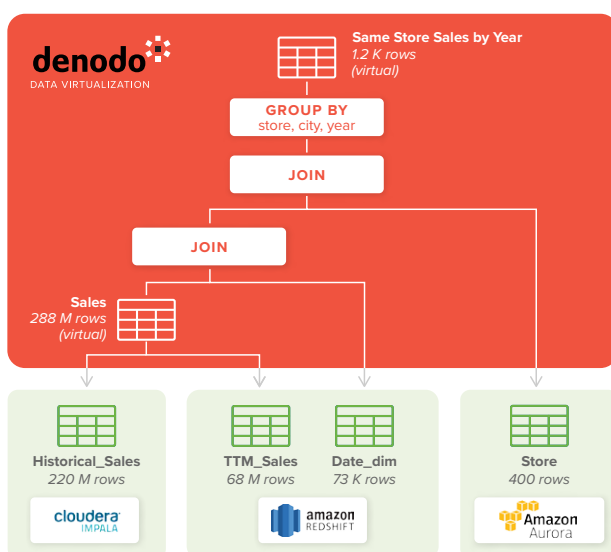 denodo
DATA VIRTUALIZATION
Same Store Sales by Year
1.2 K rows
(virtual)
GROUP BY
store, city, year
JOIN
JOIN
Sales
288 M rows
(virtual)
Historical_Sales
220 M rows
cloudera
IMPALA
TTM_Sales
68 M rows
Date_dim
73 K rows
amazon
REDSHIFT
Store
400 rows
Amazon
Aurora